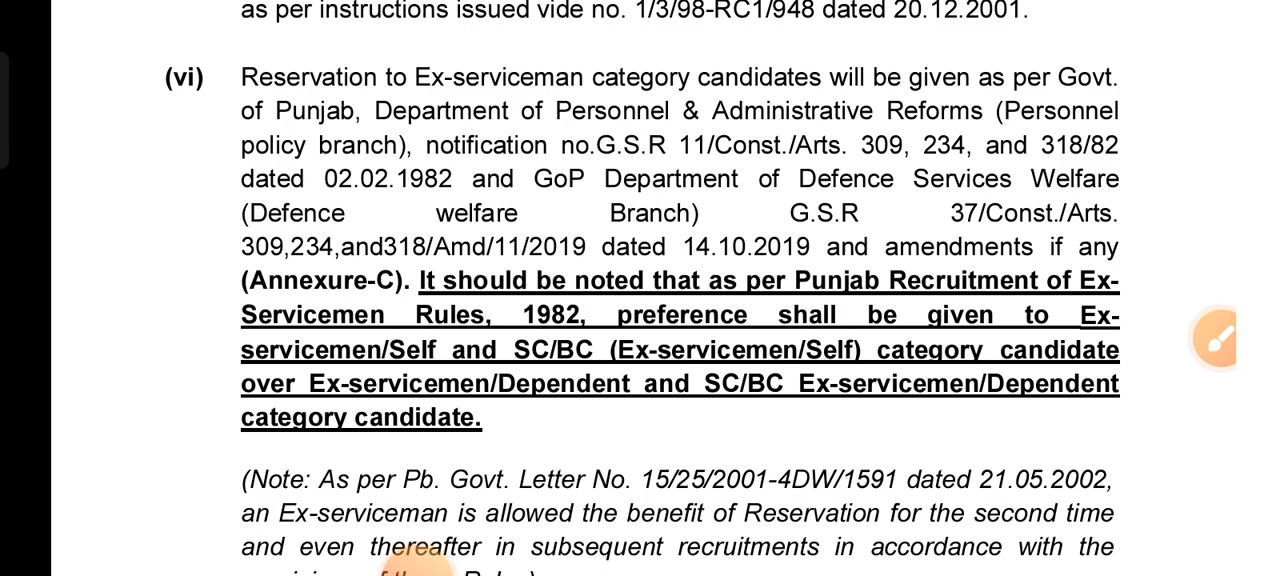 as per instructions issued vide no. 1/3/98-RC1/948 dated 20.12.2001.
(vi) Reservation to Ex-serviceman category candidates will be given as per Govt.
of Punjab, Department of Personnel & Administrative Reforms (Personnel
policy branch), notification no.G.S.R 11/Const./Arts. 309, 234, and 318/82
dated 02.02.1982 and GoP Department of Defence Services Welfare
(Defence welfare Branch) G.S.R 37/Const./Arts.
309,234,and318/Amd/11/2019 dated 14.10.2019 and amendments if any
(Annexure-C). It should be noted that as per Punjab Recruitment of Ex-
Servicemen Rules, 1982, preference shall be given to Ex-
servicemen/Self and SC/BC (Ex-servicemen/Self) category candidate
over Ex-servicemen/Dependent and SC/BC Ex-servicemen/Dependent
category candidate.
(Note: As per Pb. Govt. Letter No. 15/25/2001-4DW/1591 dated 21.05.2002,
an Ex-serviceman is allowed the benefit of Reservation for the second time
and even thereafter in subsequent recruitments in accordance with the